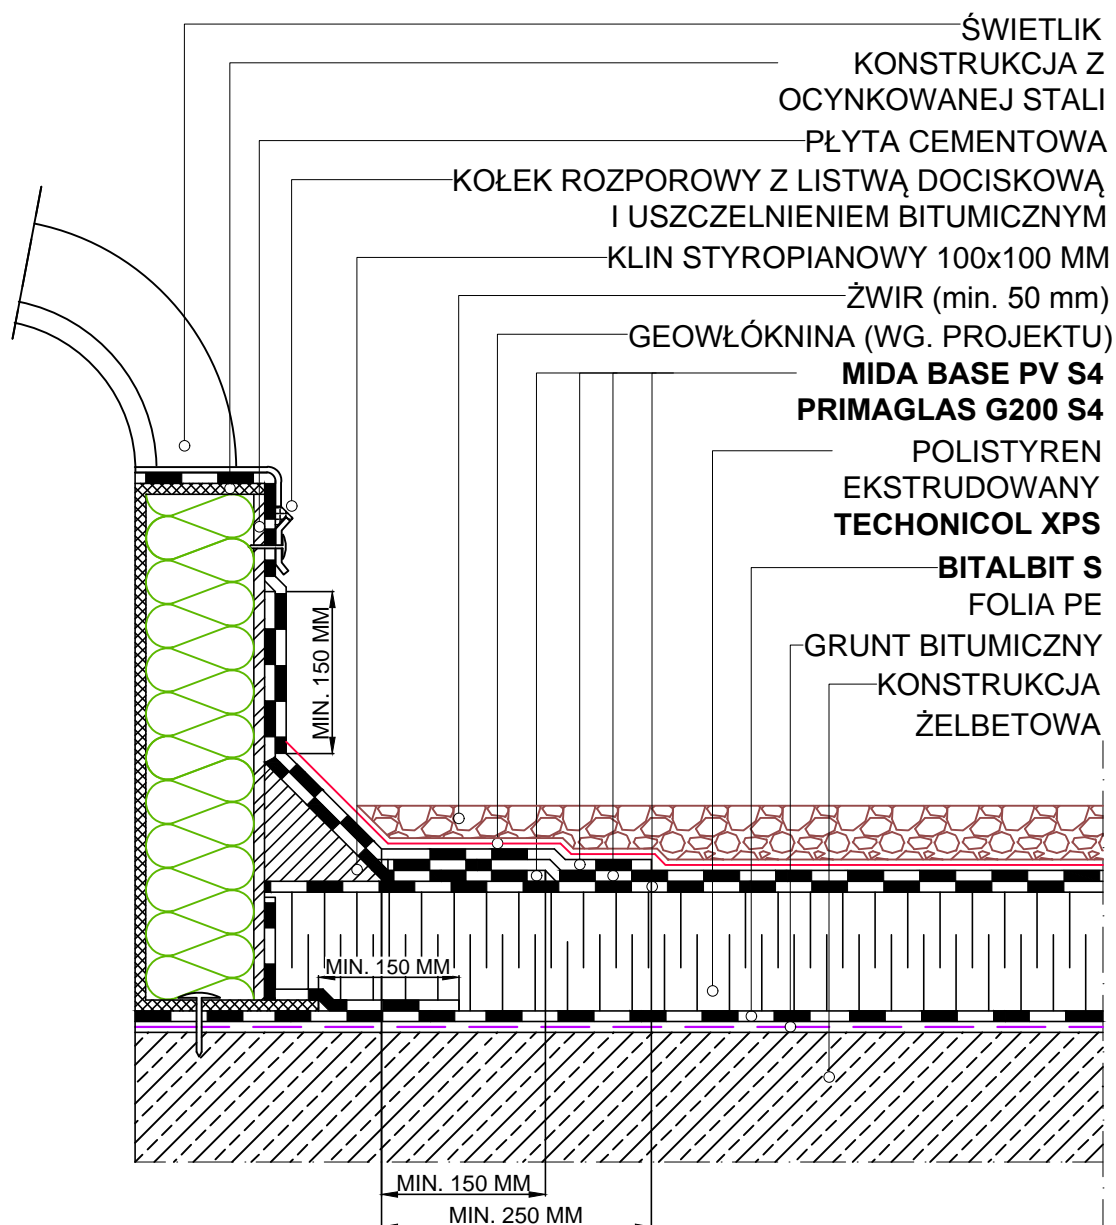 ŚWIETLIK
KONSTRUKCJA Z
OCYNKOWANEJ STALI
PŁYTA CEMENTOWA
KOŁEK ROZPOROWY Z LISTWĄ DOCISKOWĄ
I USZCZELNIENIEM BITUMICZNYM
KLIN STYROPIANOWY 100x100 MM
ŻWIR (min. 50 mm)
GEOWŁÓKNINA (WG. PROJEKTU)
MIDA BASE PV S4
PRIMAGLAS G200 S4
POLISTYREN
EKSTRUDOWANY
TECHONICOL XPS
BITALBIT S
FOLIA PE
GRUNT BITUMICZNY
KONSTRUKCJA
ŻELBETOWA
MIN. 150 MM
MIN. 150 MM
MIN. 150 MM
MIN. 250 MM